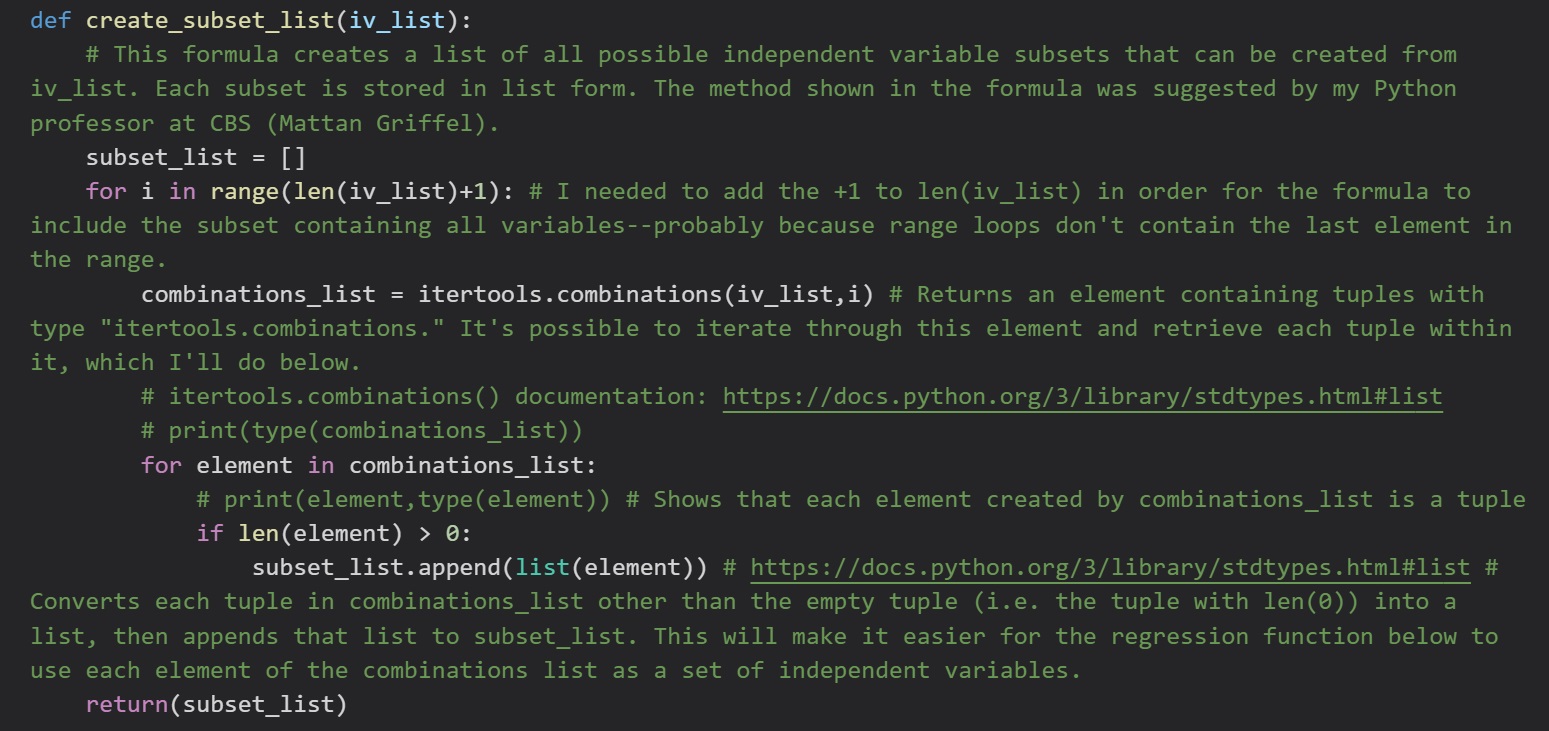 def create_subset_list(iv_list):
    # This formula creates a list of all possible independent variable subsets that can be created from
iv_list. Each subset is stored in list form. The method shown in the formula was suggested by my Python
professor at CBS (Mattan Griffel).
    subset_list = []
    for i in range(len(iv_list)+1): # I needed to add the +1 to len(iv_list) in order for the formula to
include the subset containing all variables--probably because range loops don't contain the last element in
the range.
        combinations_list = itertools.combinations(iv_list,i) # Returns an element containing tuples with
type "itertools.combinations." It's possible to iterate through this element and retrieve each tuple within
it, which I'll do below.
        # itertools.combinations() documentation: https://docs.python.org/3/library/stdtypes.html#list
        # print(type(combinations_list))
        for element in combinations_list:
            # print(element,type(element)) # Shows that each element created by combinations_list is a tuple
            if len(element) > 0:
                subset_list.append(list(element)) # https://docs.python.org/3/library/stdtypes.html#list #
Converts each tuple in combinations_list other than the empty tuple (i.e. the tuple with len(0)) into a
list, then appends that list to subset_list. This will make it easier for the regression function below to
use each element of the combinations list as a set of independent variables.
    return(subset_list)